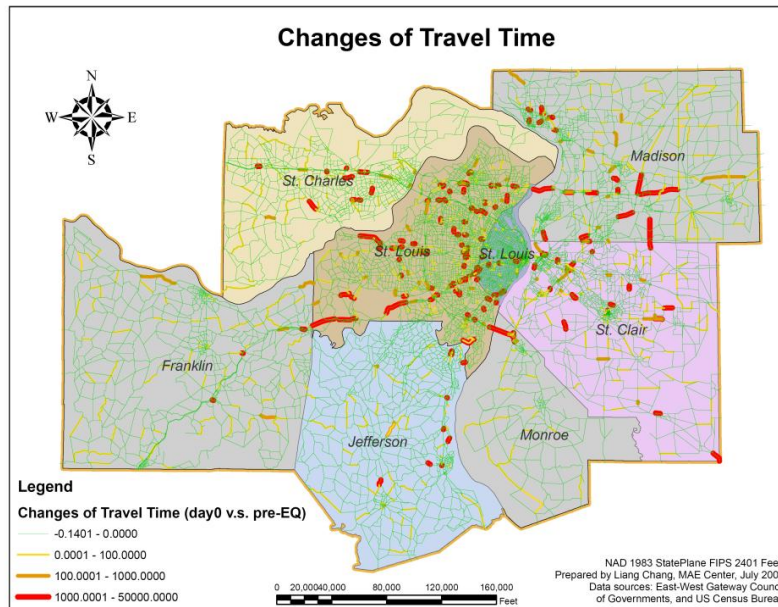 Changes of Travel Time
N
W E
S
Madison
St. Charles
St. Louis
St. Louis
St. Clair
Franklin
Jefferson
Monroe
Legend
Changes of Travel Time (day0 v.s. pre-EQ)
-0.1401 - 0.0000
0.0001 - 100.0000
100.0001 - 1000.0000
1000.0001 - 50000.0000
0 20,00040,000 80,000 120,000 160,000
Feet
NAD 1983 StatePlane FIPS 2401 Fee
Prepared by Liang Chang, MAE Center, July 200
Data sources: East-West Gateway Counc
of Governments, and US Census Burea